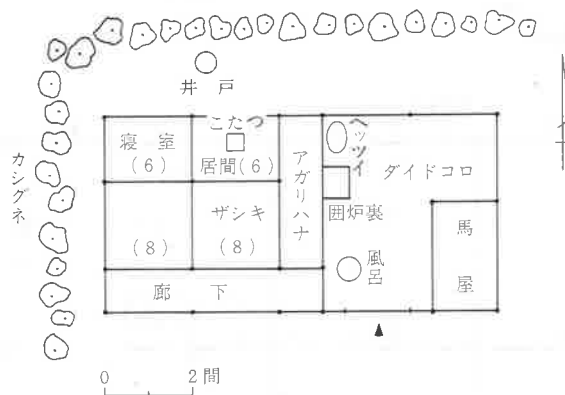 井戸
カシグネ
寝室
(6)
こたつ
居間(6)
アガリハナ
ヘッツイ
ダイドコロ
囲炉裏
(8)
ザシキ
(8)
風呂
馬屋
廊下
0 2間